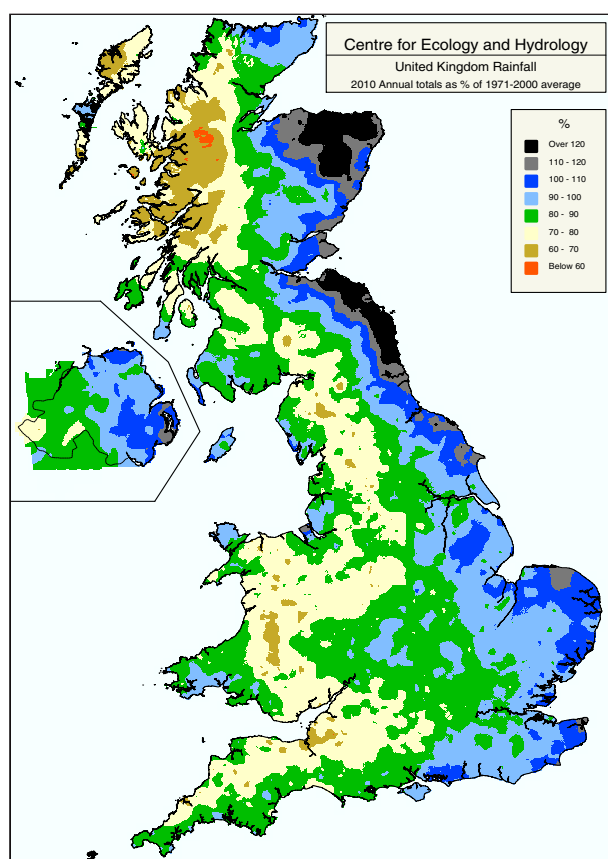 Centre for Ecology and Hydrology
United Kingdom Rainfall
2010 Annual totals as % of 1971-2000 average
%
Over 120
110 - 120
100 - 110
90 - 100
80 - 90
70 - 80
60 - 70
Below 60